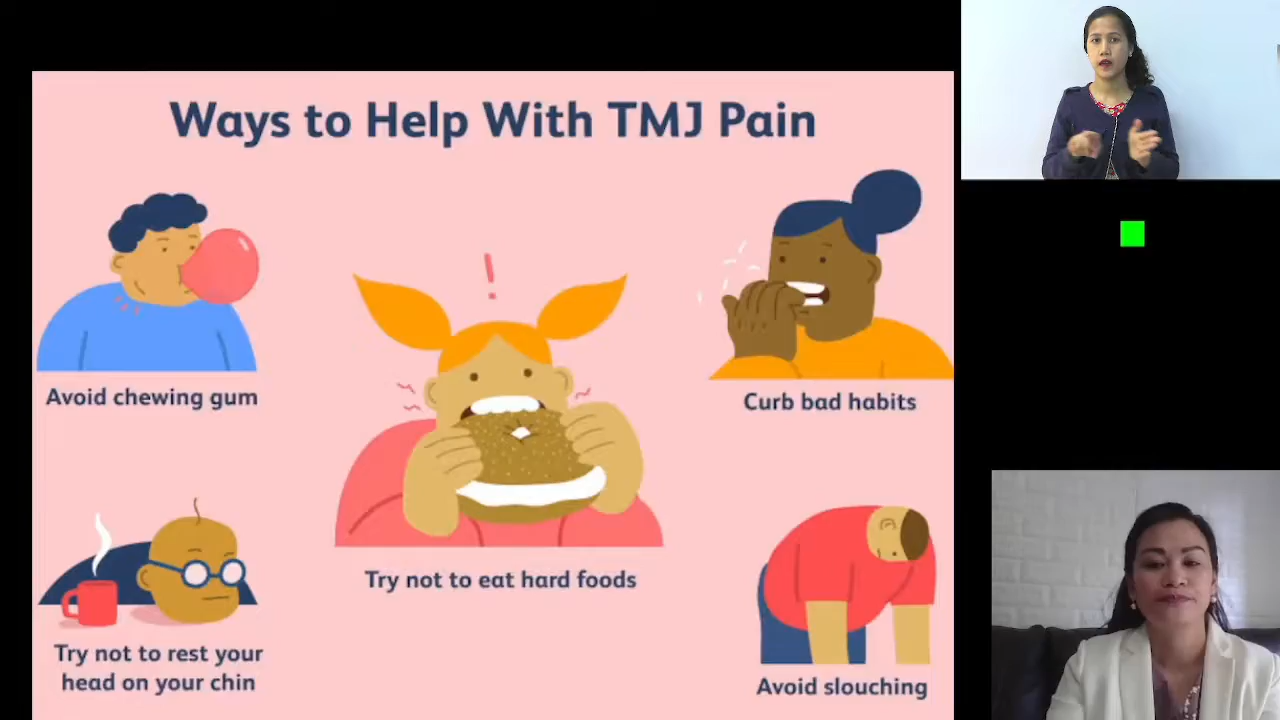 Ways to Help With TMJ Pain
Avoid chewing gum
Curb bad habits
Try not to eat hard foods
Try not to rest your
head on your chin
Avoid slouching